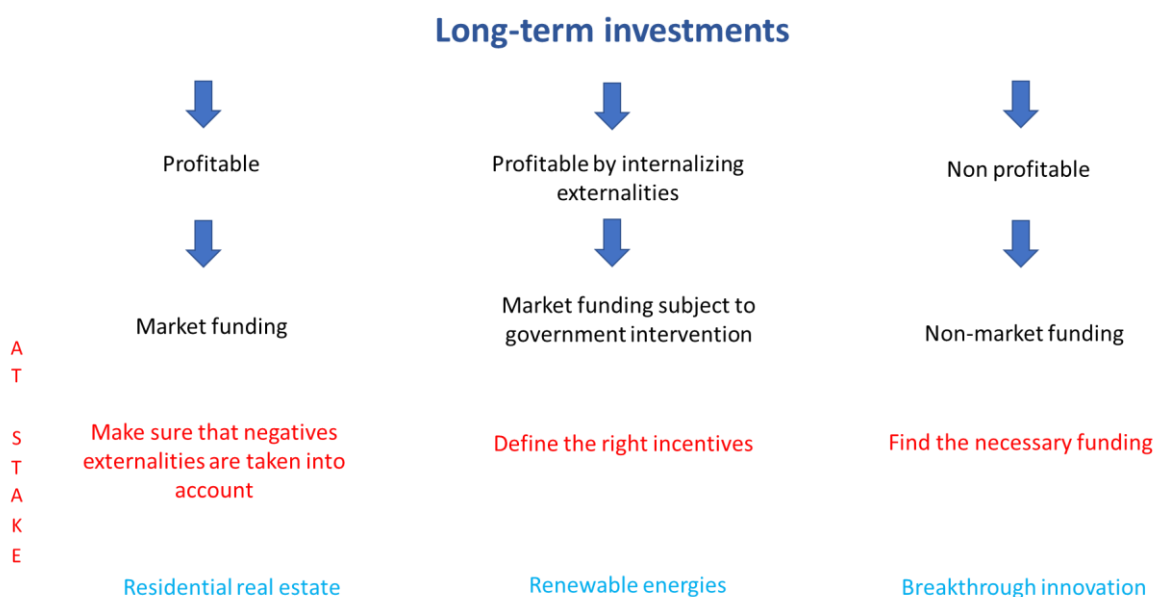 Long-term investments
Profitable
Profitable by internalizing
externalities
Non profitable
Market funding
Market funding subject to
government intervention
Non-market funding
A
T
S
T
A
K
E
Make sure that negatives
externalities are taken into
account
Define the right incentives
Find the necessary funding
Residential real estate
Renewable energies
Breakthrough innovation